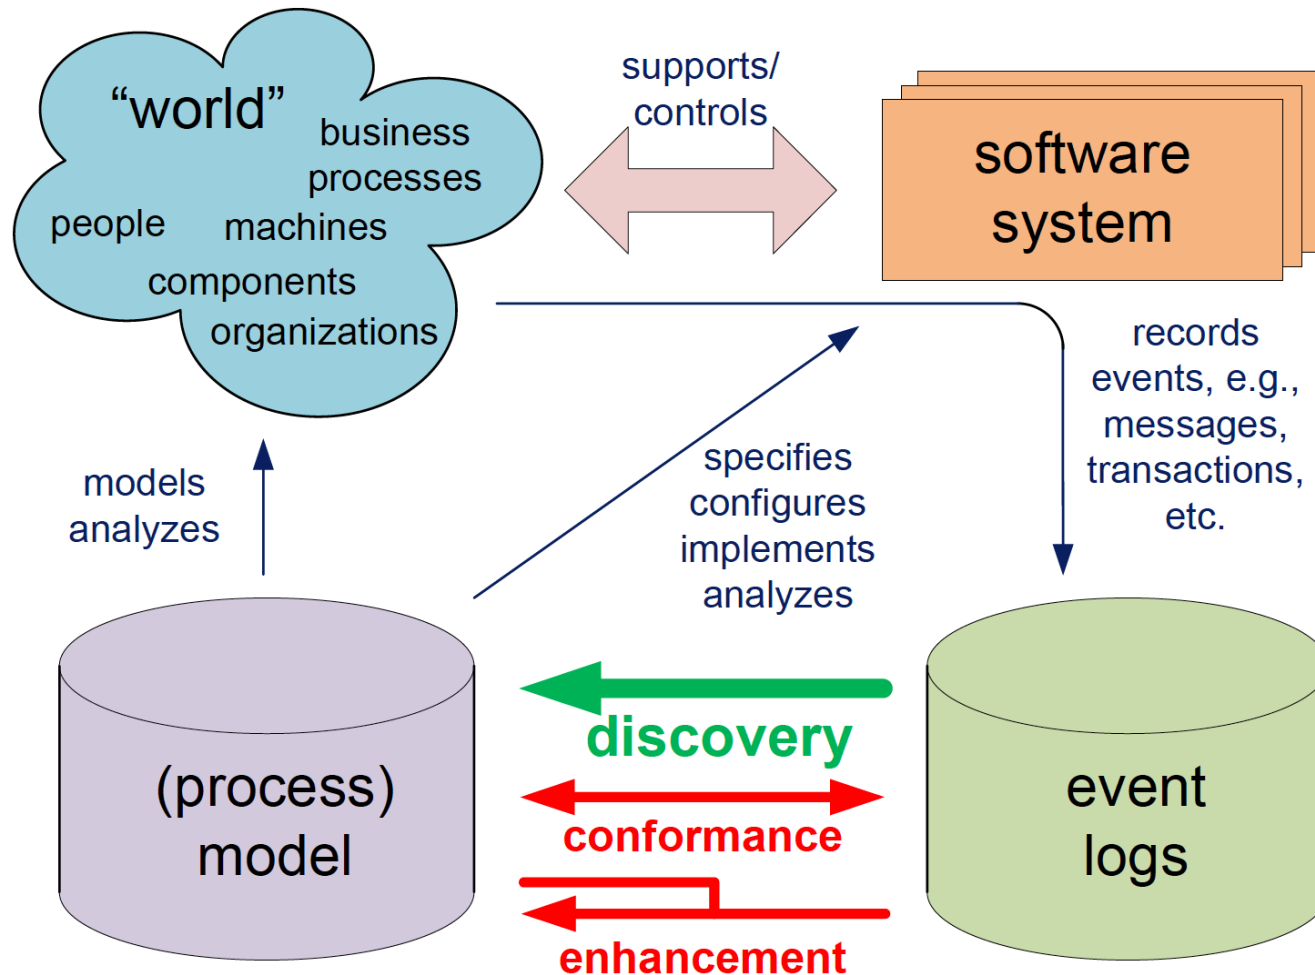 “world”
business
processes
people
machines
components
organizations
supports/
controls
software
system
records
events, e.g.,
messages,
transactions,
etc.
models
analyzes
specifies
configures
implements
analyzes
(process)
model
discovery
conformance
enhancement
event
logs